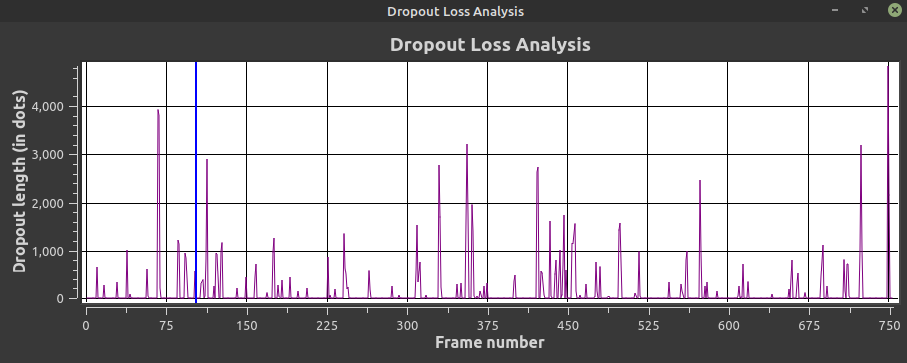 Dropout Loss Analysis
Dropout Loss Analysis
Dropout length (in dots)
4,000
3,000
2,000
1,000
0
0 75 150 225 300 375 450 525 600 675 750
Frame number